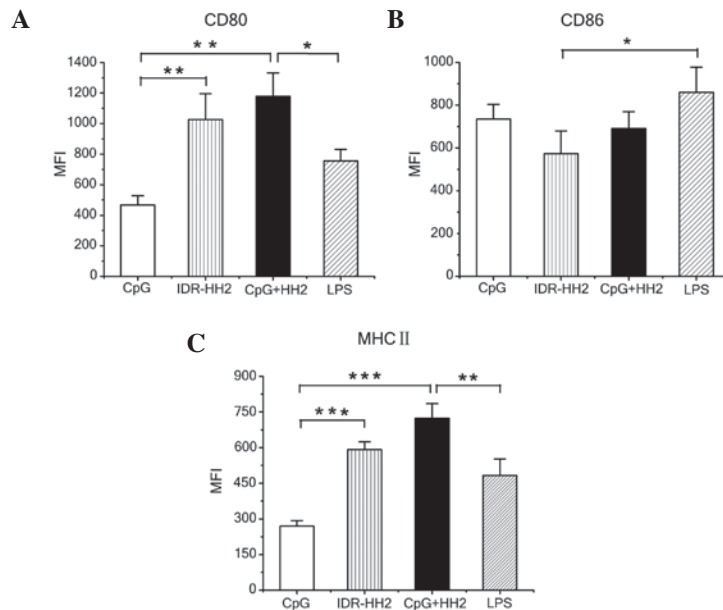 A
CD80
** *
**
1400
1200
1000
800
600
400
200
0
MFI
CpG IDR-HH2 CpG+HH2 LPS
B
CD86
*
1000
800
600
400
200
0
MFI
CpG IDR-HH2 CpG+HH2 LPS
C
MHC II
*** **
***
900
750
600
450
300
150
0
MFI
CpG IDR-HH2 CpG+HH2 LPS